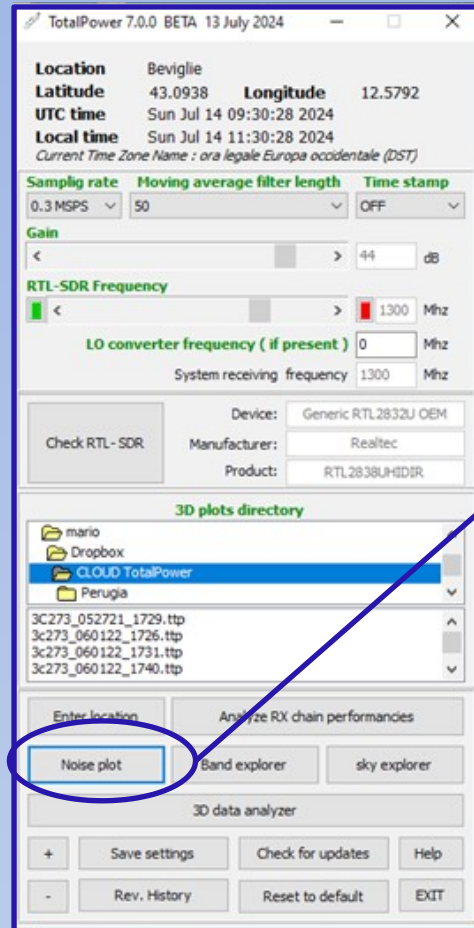 TotalPower 7.0.0 BETA 13 July 2024
Location Beviglie
Latitude 43.0938 Longitude 12.5792
UTC time Sun Jul 14 09:30:28 2024
Local time Sun Jul 14 11:30:28 2024
Current Time Zone Name : ora legale Europa occidentale (DST)
Samplig rate Moving average filter length Time stamp
0.3 MSPS 50 OFF
Gain
< > 44 dB
RTL-SDR Frequency
< > 1300 Mhz
LO converter frequency ( if present ) 0 Mhz
System receiving frequency 1300 Mhz
Check RTL- SDR
Device: Generic RTL2832U OEM
Manufacturer: Realtec
Product: RTL2838UHIDIR
3D plots directory
mario
Dropbox
CLOUD TotalPower
Perugia
3C273_052721_1729.ttp
3c273_060122_1726.ttp
3c273_060122_1731.ttp
3c273_060122_1740.ttp
Enter location Analyze RX chain performancies
Noise plot Band explorer sky explorer
3D data analyzer
+ Save settings Check for updates Help
- Rev. History Reset to default EXIT